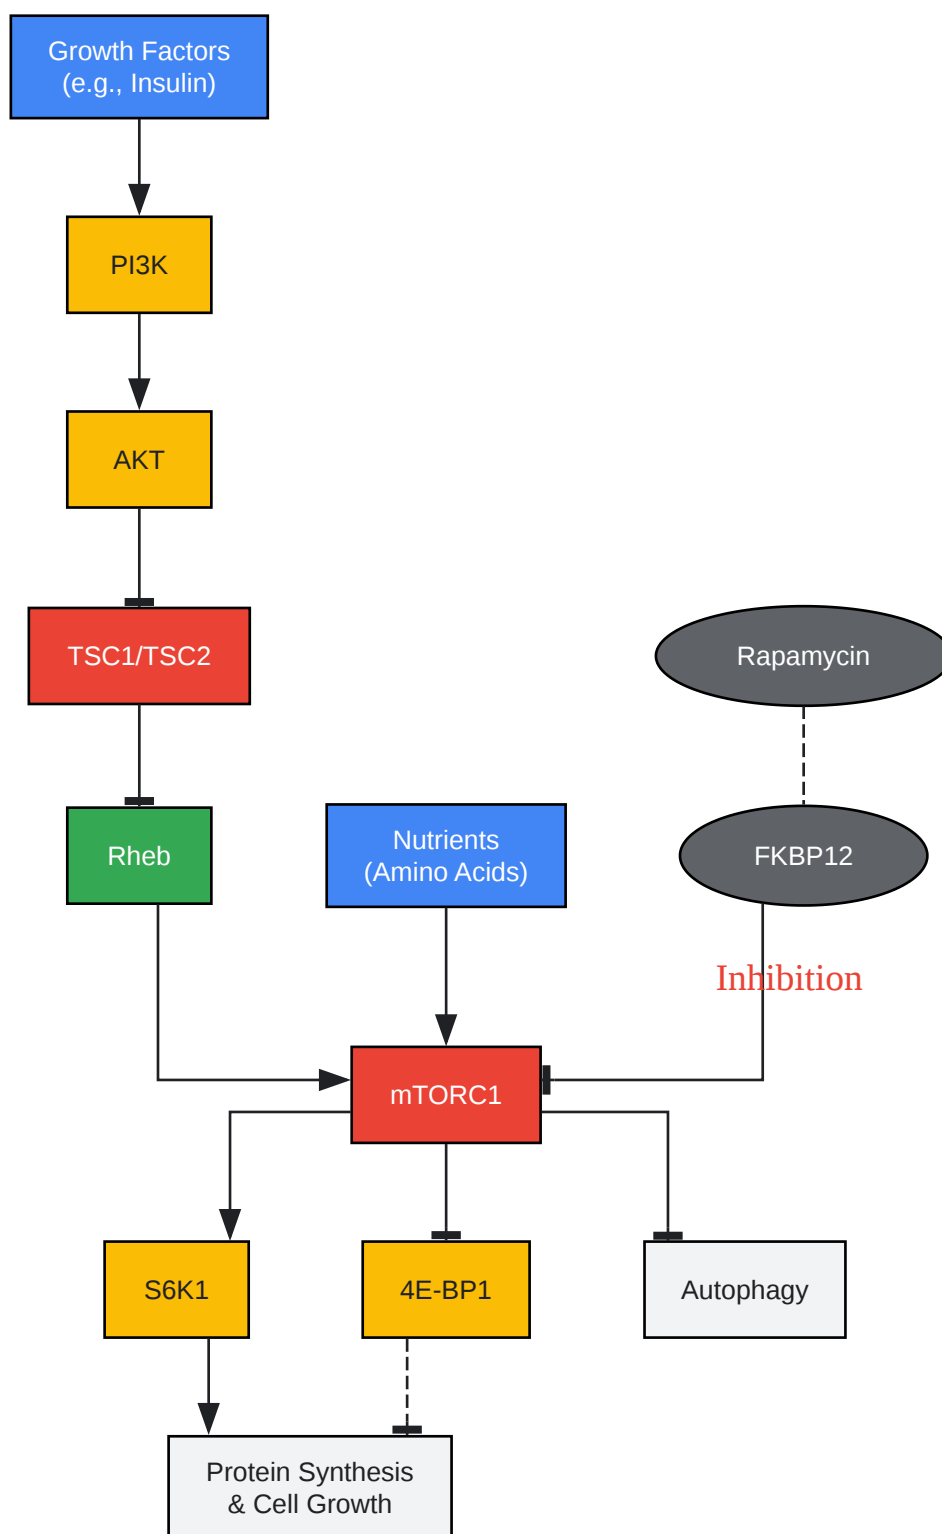 Growth Factors
(e.g., Insulin)
PI3K
AKT
TSC1/TSC2
Rapamycin
Rheb
Nutrients
(Amino Acids)
FKBP12
Inhibition
mTORC1
S6K1
4E-BP1
Autophagy
Protein Synthesis
& Cell Growth